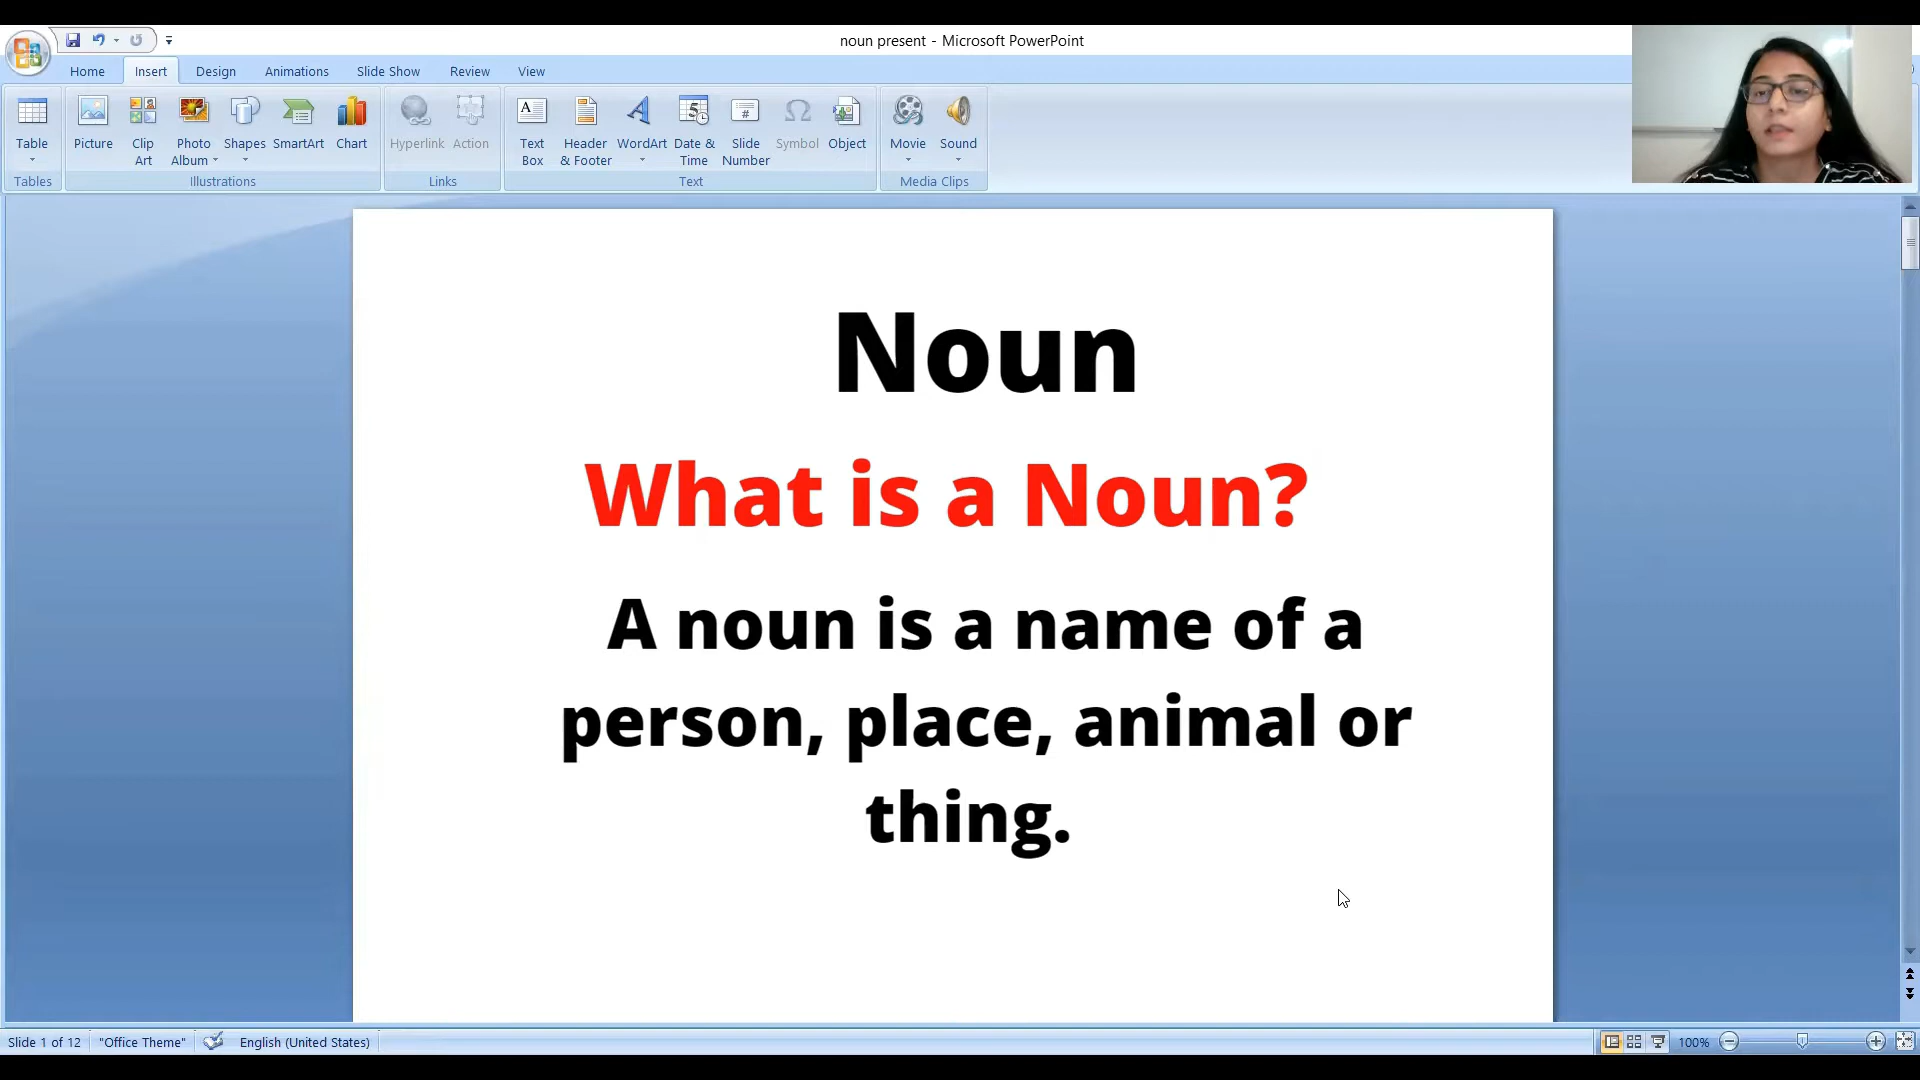 noun present - Microsoft PowerPoint
Home Insert Design Animations Slide Show Review View
Table Picture Clip Art Photo Album Shapes SmartArt Chart Hyperlink Action Text Box Header & Footer WordArt Date & Time Slide Number Symbol Object Movie Sound
Tables Illustrations Links Text Media Clips
Noun
What is a Noun?
A noun is a name of a
person, place, animal or
thing.
Slide 1 of 12 "Office Theme" English (United States) 100%